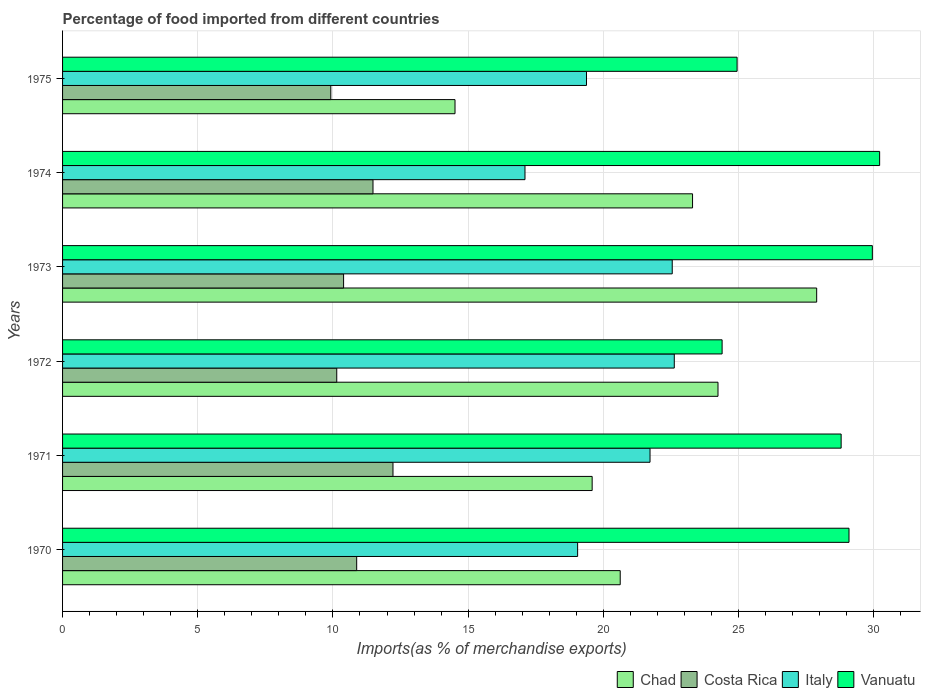 Percentage of food imported from different countries
1975
1974
1973
1972
1971
1970
Years
0
5
10
15
20
25
30
Imports(as % of merchandise exports)
Chad
Costa Rica
Italy
Vanuatu